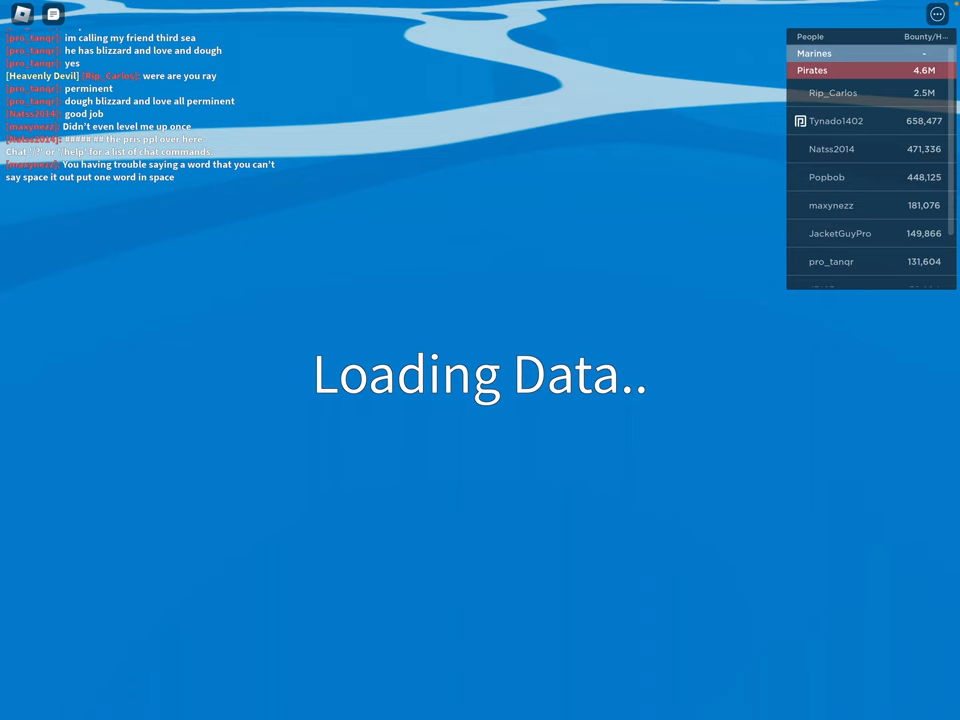 [pro_tanqr]: im calling my friend third sea
[pro_tanqr]: he has blizzard and love and dough
[pro_tanqr]: yes
[Heavenly Devil] [Rip_Carlos]: were are you ray
[pro_tanqr]: perminent
[pro_tanqr]: dough blizzard and love all perminent
[Natss2014]: good job
[maxynezz]: Didn't even level me up once
[Natss2014]: ##### ## the pris ppl over here
Chat '/?' or '/help' for a list of chat commands.
[maxynezz]: You having trouble saying a word that you can't
say space it out put one word in space
People Bounty/H...
Marines -
Pirates 4.6M
Rip_Carlos 2.5M
Tynado1402 658,477
Natss2014 471,336
Popbob 448,125
maxynezz 181,076
JacketGuyPro 149,866
pro_tanqr 131,604
Loading Data..